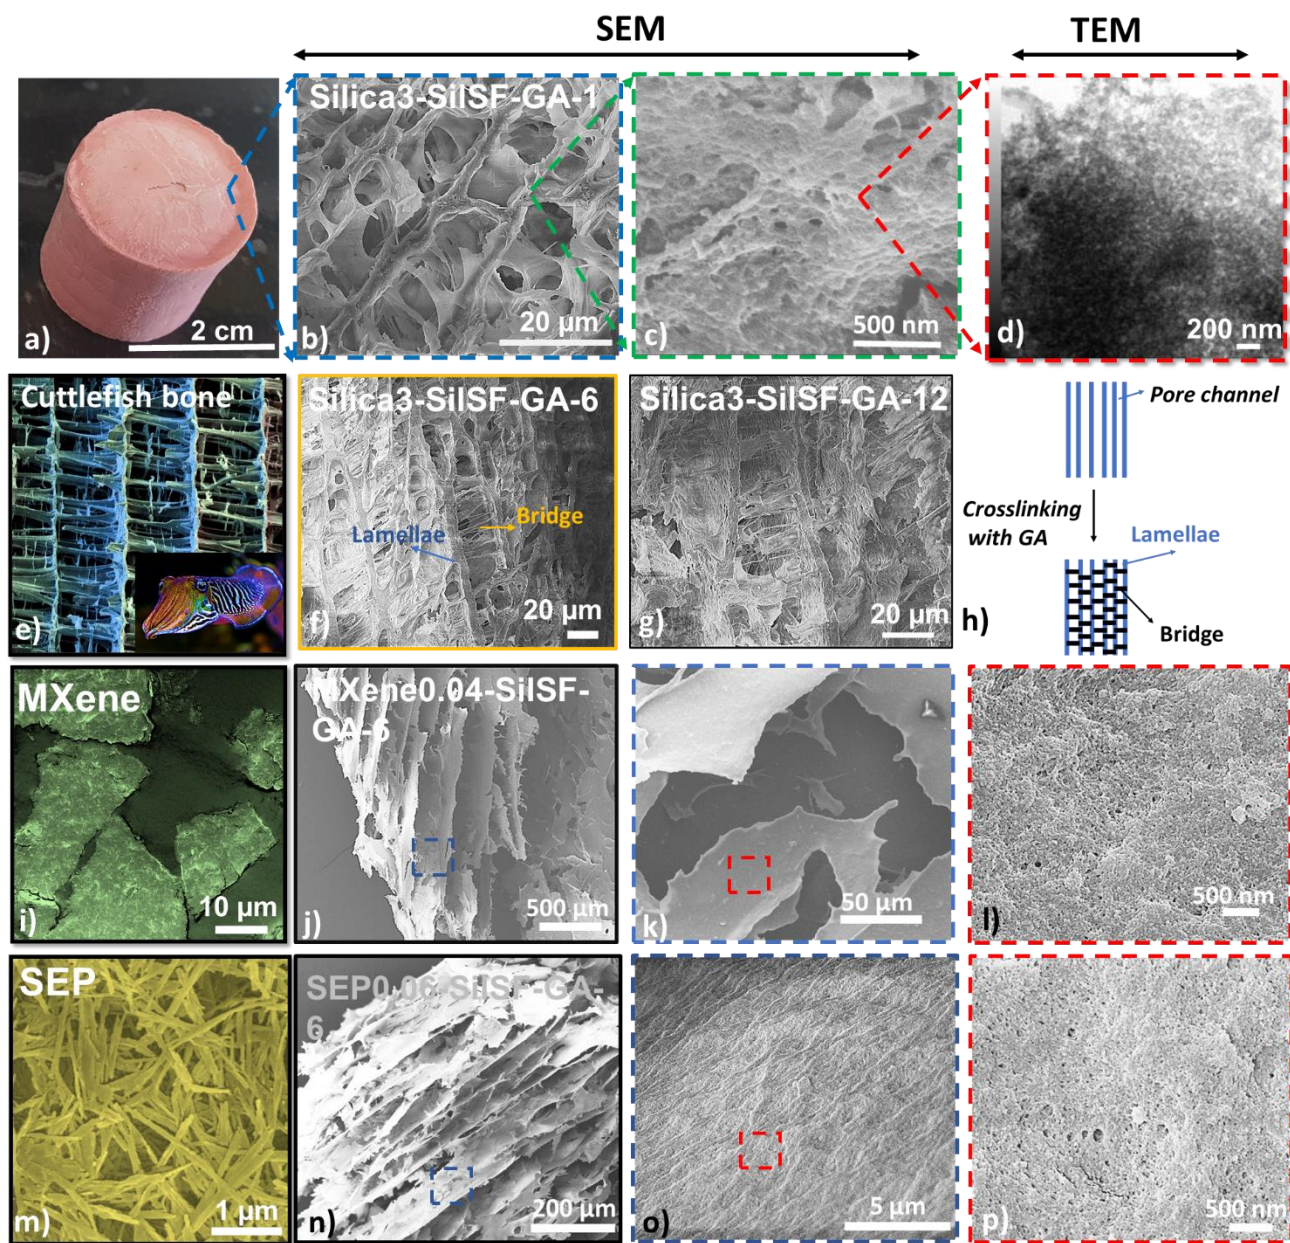 SEM
TEM
Silica3-SilSF-GA-1
a)
2 cm
b)
20 µm
c)
500 nm
d)
200 nm
Cuttlefish bone
e)
Silica3-SilSF-GA-6
Lamellae
Bridge
f)
20 µm
Silica3-SilSF-GA-12
g)
20 µm
Pore channel
Crosslinking
with GA
Lamellae
Bridge
h)
MXene
i)
10 µm
MXene0.04-SilSF-
GA-6
j)
500 µm
k)
50 µm
l)
500 nm
SEP
m)
1 µm
SEP0.06-SilSF-GA-
6
n)
200 µm
o)
5 µm
p)
500 nm